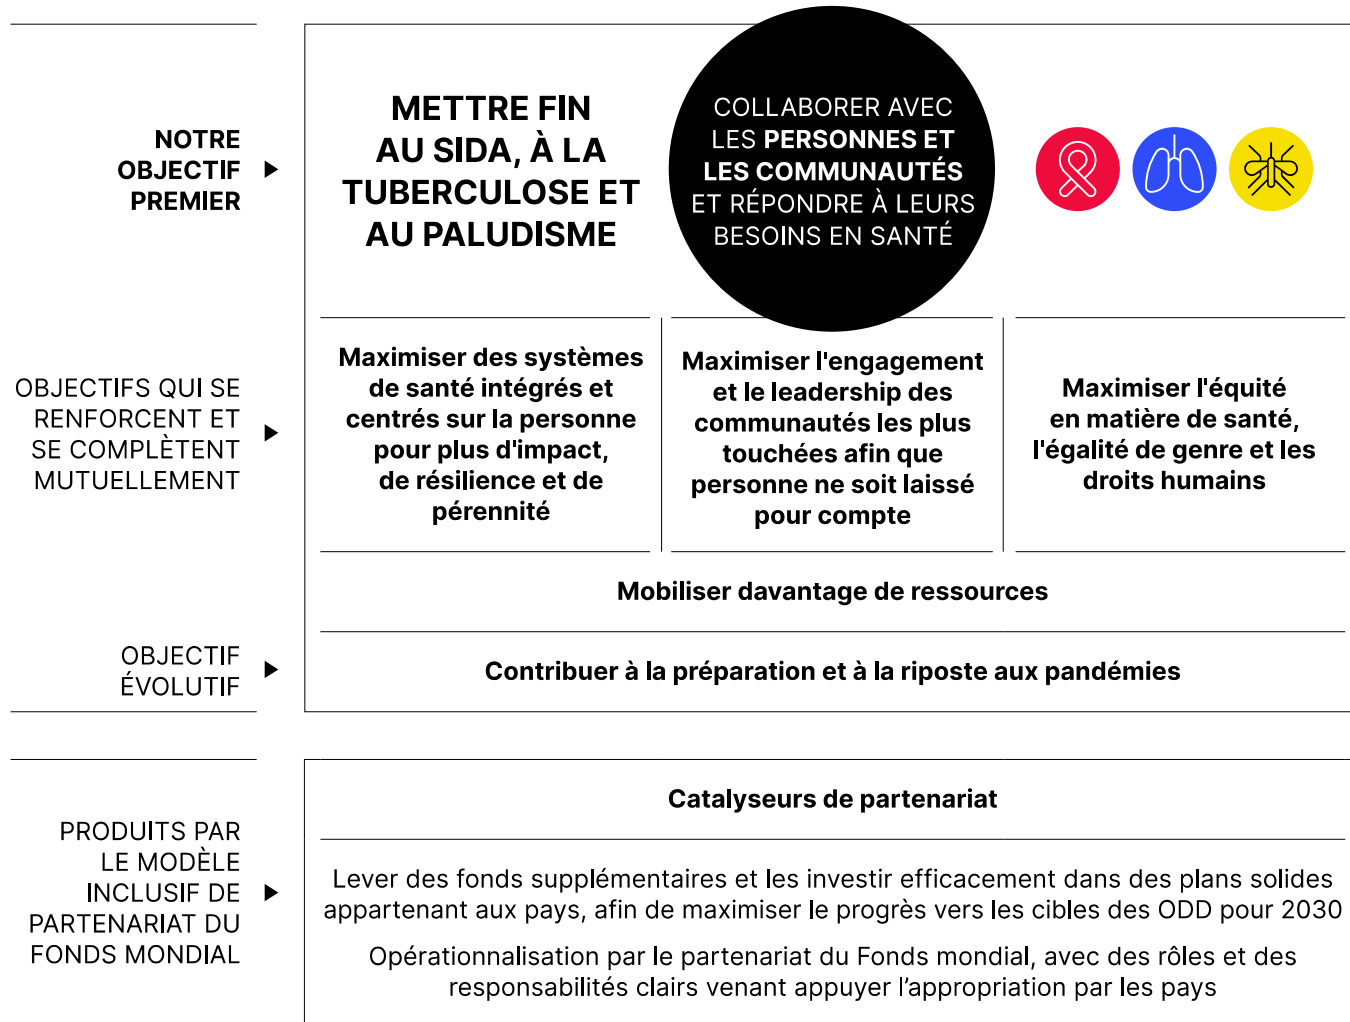 NOTRE
OBJECTIF
PREMIER
METTRE FIN
AU SIDA, À LA
TUBERCULOSE ET
AU PALUDISME
COLLABORER AVEC
LES PERSONNES ET
LES COMMUNAUTÉS
ET RÉPONDRE À LEURS
BESOINS EN SANTÉ
OBJECTIFS QUI SE
RENFORCENT ET
SE COMPLÈTENT
MUTUELLEMENT
Maximiser des systèmes
de santé intégrés et
centrés sur la personne
pour plus d'impact,
de résilience et de
pérennité
Maximiser l'engagement
et le leadership des
communautés les plus
touchées afin que
personne ne soit laissé
pour compte
Maximiser l'équité
en matière de santé,
l'égalité de genre et les
droits humains
Mobiliser davantage de ressources
OBJECTIF
ÉVOLUTIF
Contribuer à la préparation et à la riposte aux pandémies
PRODUITS PAR
LE MODÈLE
INCLUSIF DE
PARTENARIAT DU
FONDS MONDIAL
Catalyseurs de partenariat
Lever des fonds supplémentaires et les investir efficacement dans des plans solides
appartenant aux pays, afin de maximiser le progrès vers les cibles des ODD pour 2030
Opérationnalisation par le partenariat du Fonds mondial, avec des rôles et des
responsabilités clairs venant appuyer l’appropriation par les pays